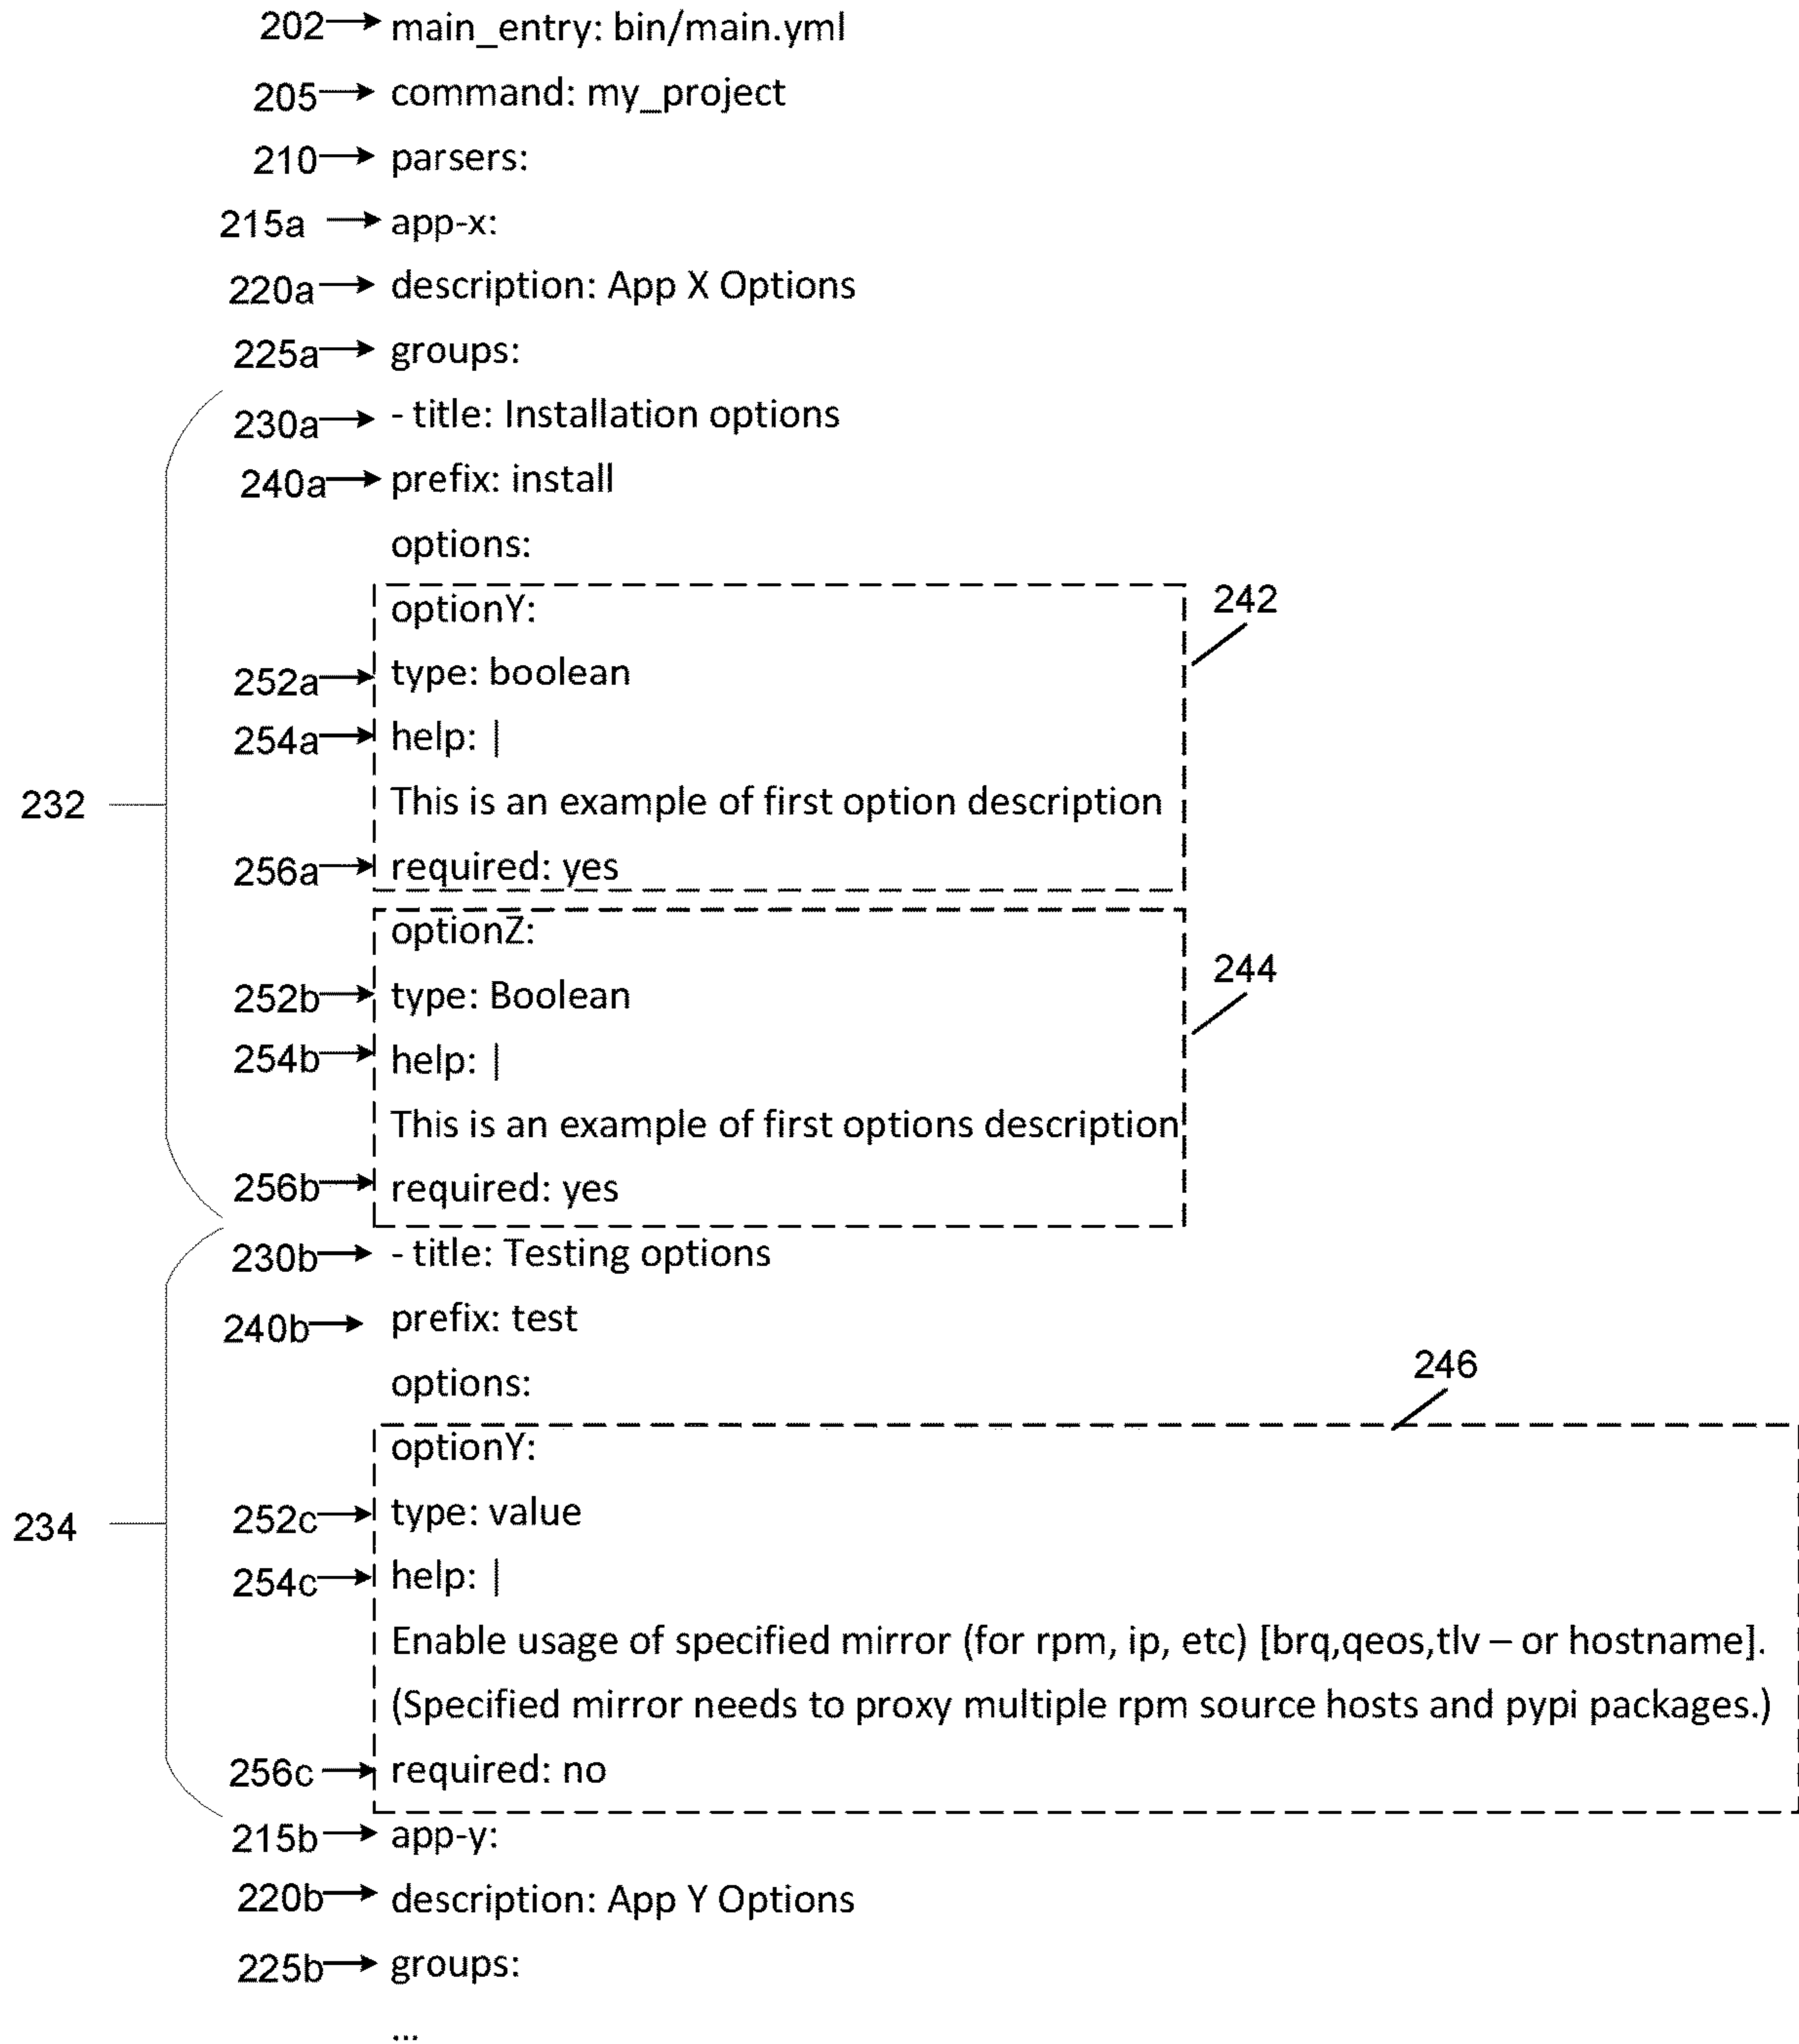 202 main_entry: bin/main.yml
205 command: my_project
210 parsers:
215a app-x:
220a description: App X Options
225a groups:
230a - title: Installation options
240a prefix: install
options:
optionY:
242
252a type: boolean
254a help: |
This is an example of first option description
232
256a required: yes
optionZ:
244
252b type: Boolean
254b help: |
This is an example of first options description
256b required: yes
230b - title: Testing options
240b prefix: test
246
options:
optionY:
252c type: value
234
254c help: |
Enable usage of specified mirror (for rpm, ip, etc) [brq,qeos,tlv – or hostname].
(Specified mirror needs to proxy multiple rpm source hosts and pypi packages.)
256c required: no
215b app-y:
220b description: App Y Options
225b groups:
...